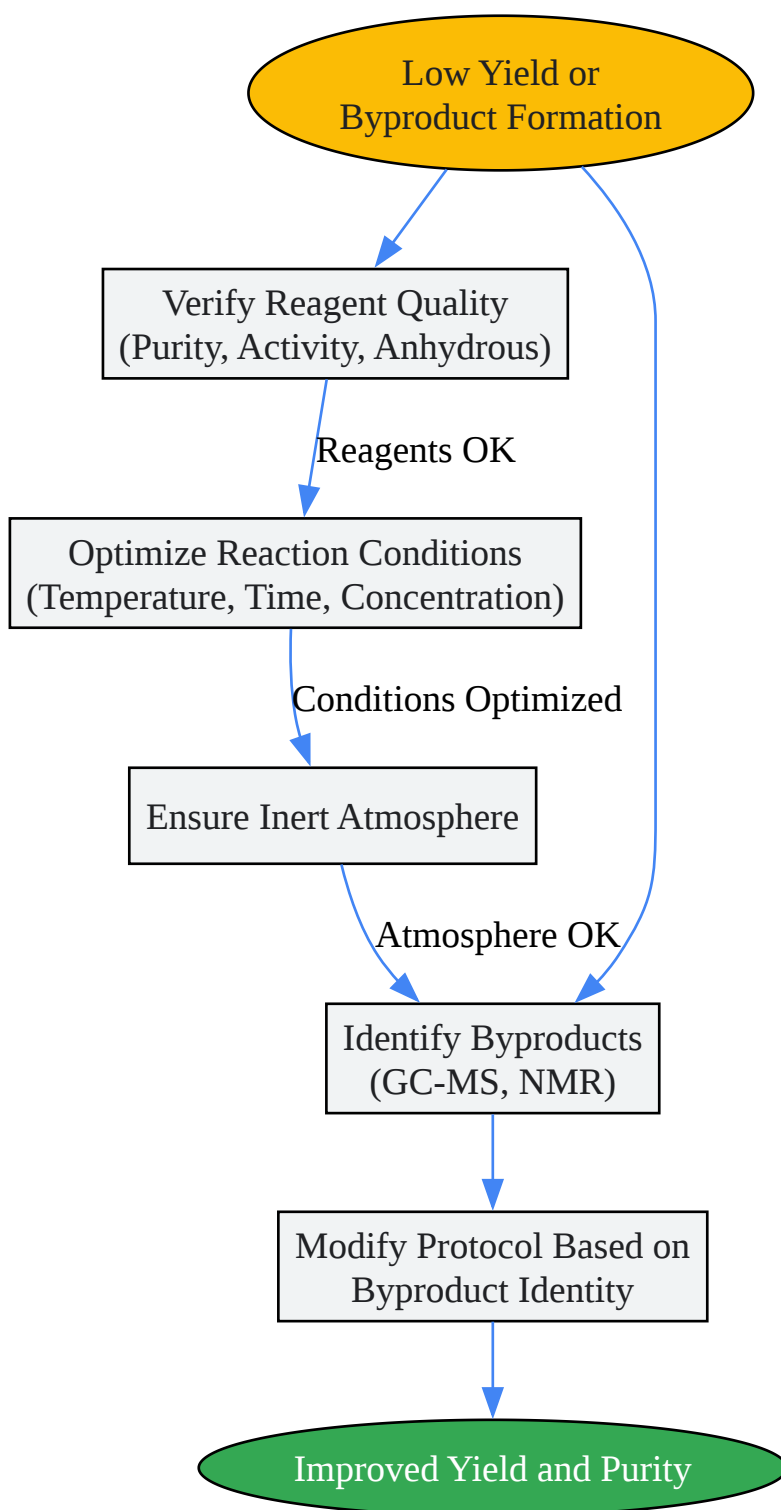 Low Yield or
Byproduct Formation
Verify Reagent Quality
(Purity, Activity, Anhydrous)
Reagents OK
Optimize Reaction Conditions
(Temperature, Time, Concentration)
Conditions Optimized
Ensure Inert Atmosphere
Atmosphere OK
Identify Byproducts
(GC-MS, NMR)
Modify Protocol Based on
Byproduct Identity
Improved Yield and Purity